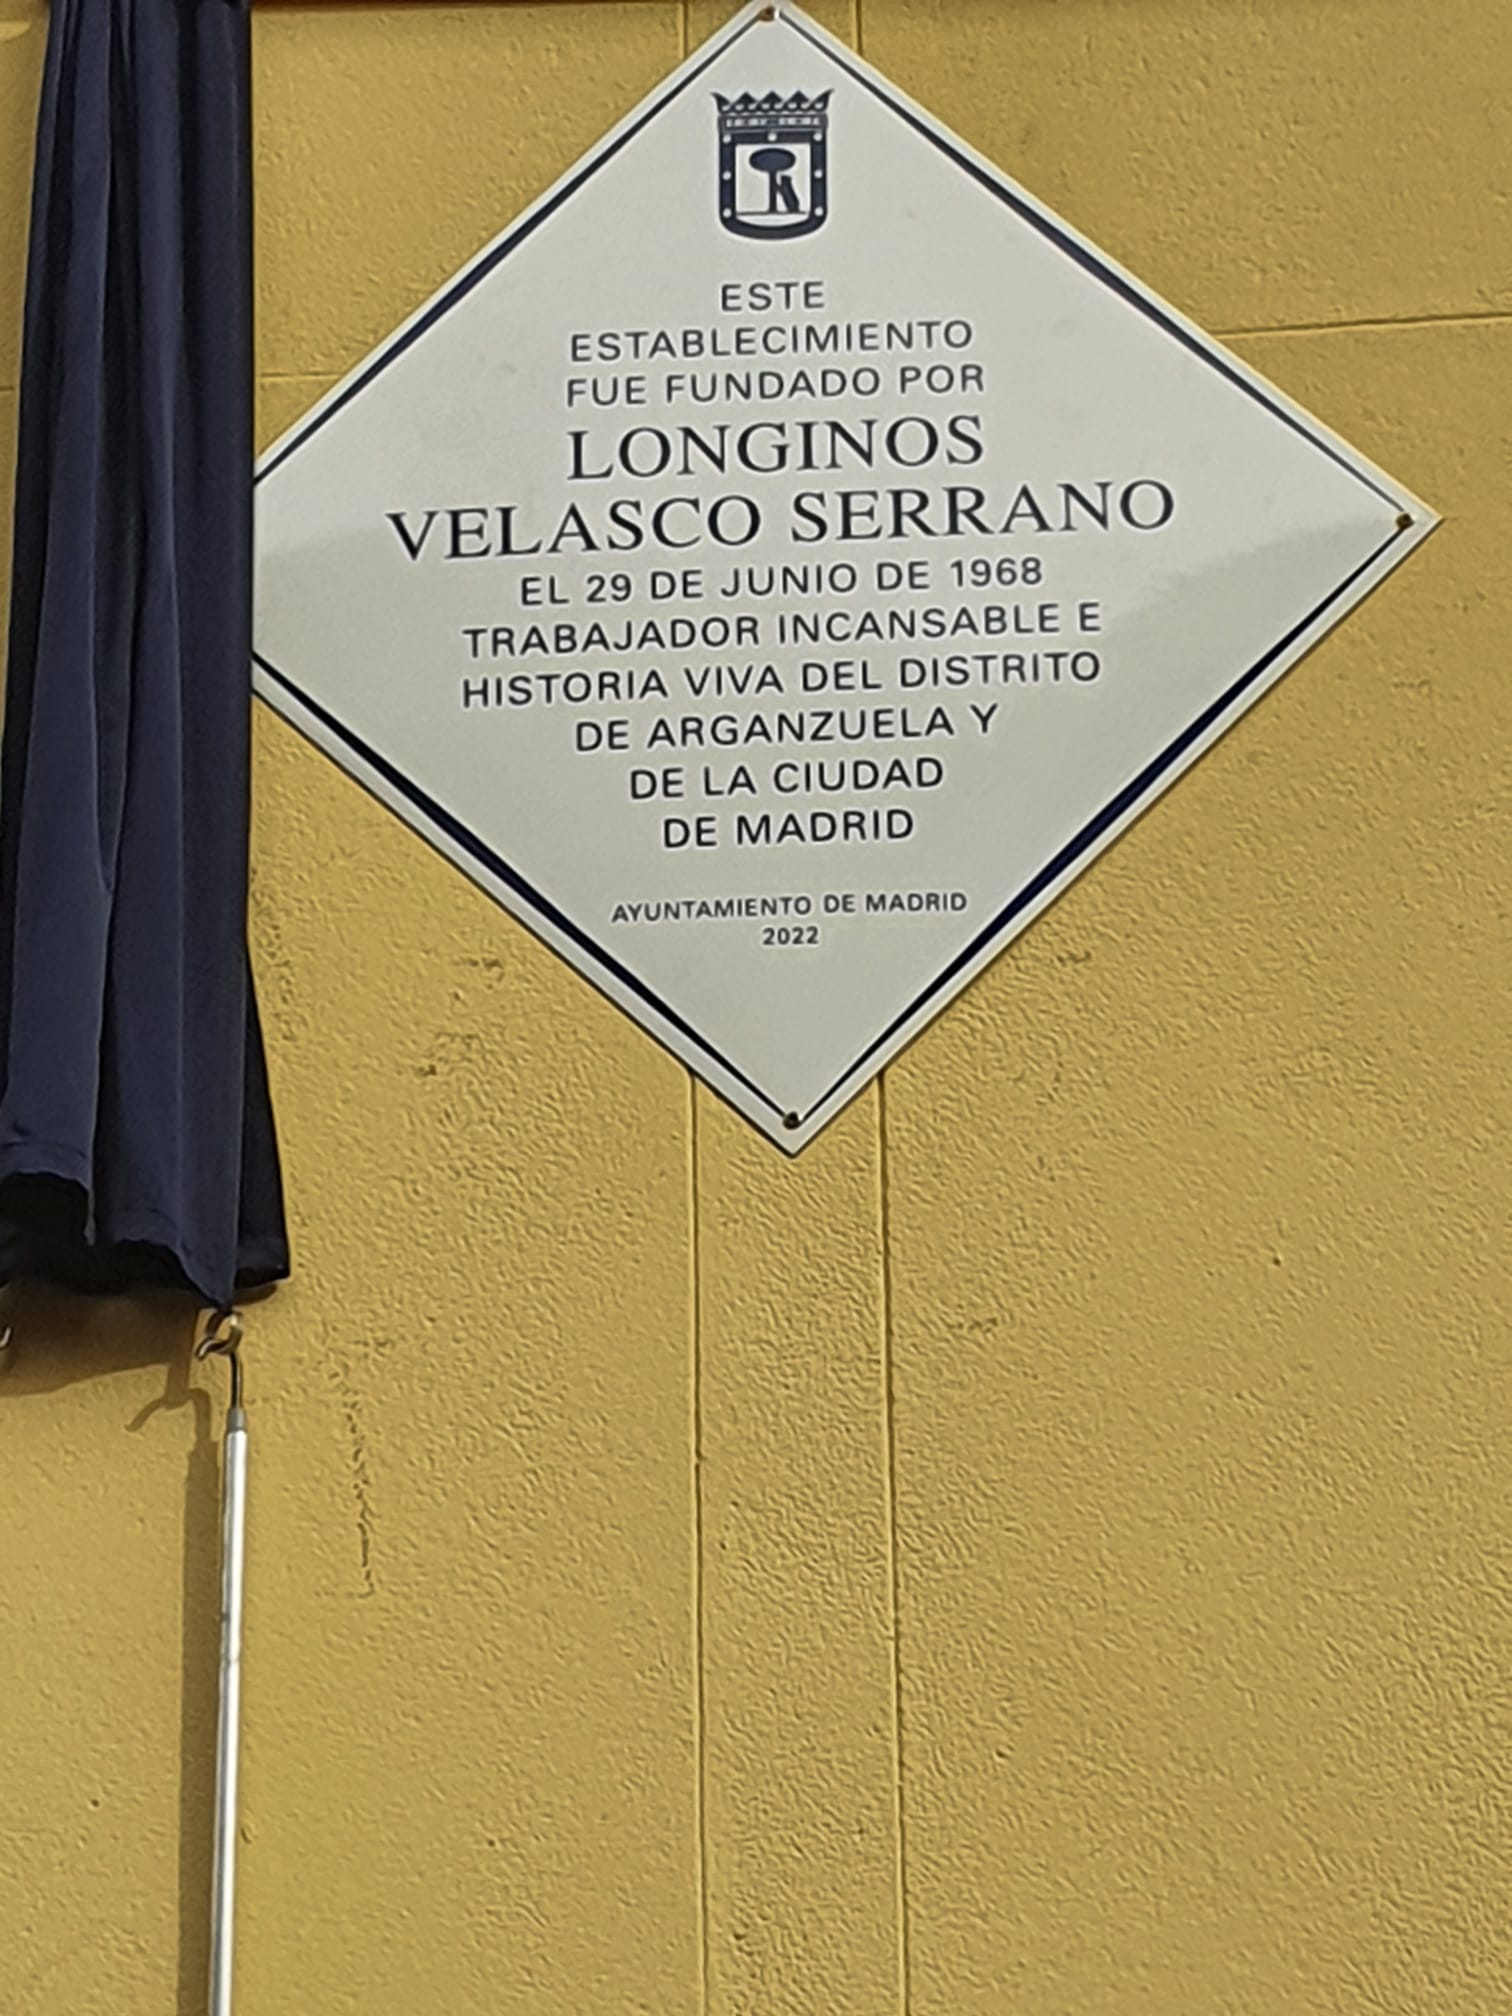 ESTE
ESTABLECIMIENTO
FUE FUNDADO POR
LONGINOS
VELASCO SERRANO
EL 29 DE JUNIO DE 1968
TRABAJADOR INCANSABLE E
HISTORIA VIVA DEL DISTRITO
DE ARGANZUELA Y
DE LA CIUDAD
DE MADRID
AYUNTAMIENTO DE MADRID
2022